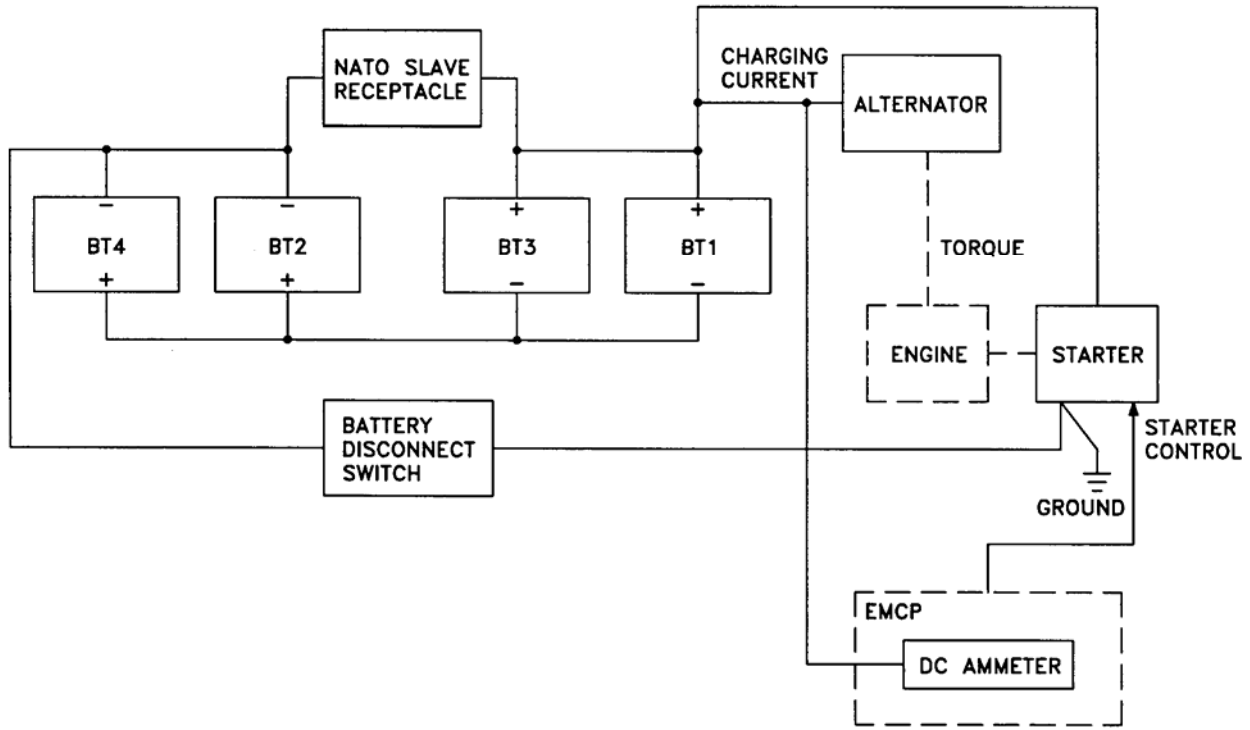 NATO SLAVE
RECEPTACLE
CHARGING
CURRENT
ALTERNATOR
−
BT4
+
−
BT2
+
+
BT3
−
+
BT1
−
TORQUE
ENGINE
STARTER
BATTERY
DISCONNECT
SWITCH
STARTER
CONTROL
GROUND
EMCP
DC AMMETER